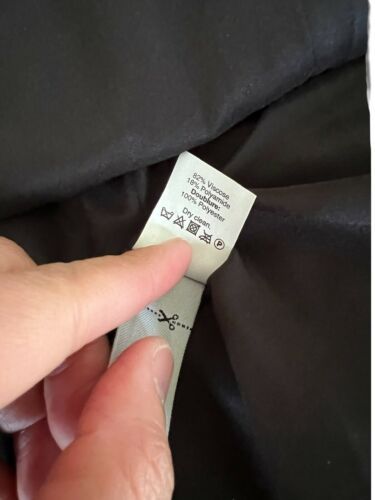 82% Viscose
18% Polyamide
Doublure:
100% Polyester
Dry clean.
P